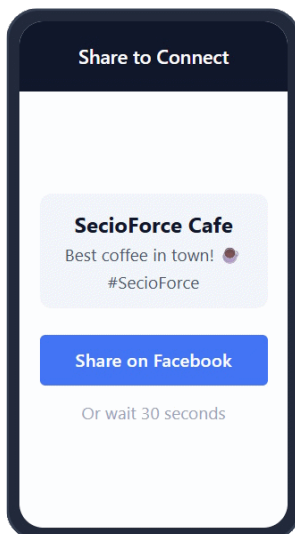 Share to Connect
SecioForce Cafe
Best coffee in town!
#SecioForce
Share on Facebook
Or wait 30 seconds